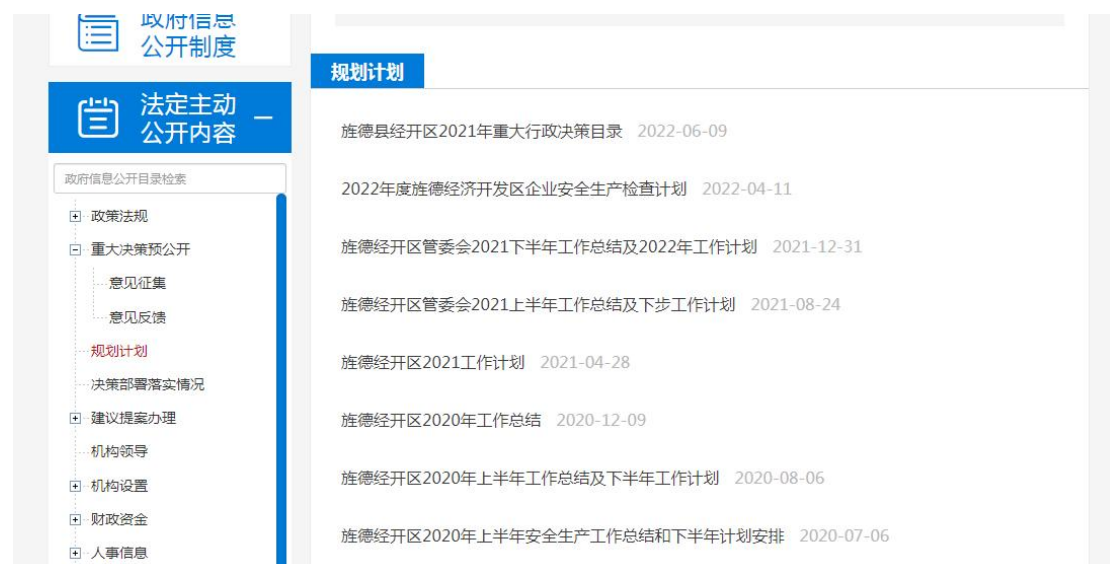 政府信息
公开制度
法定主动
公开内容
政府信息公开目录检索
政策法规
重大决策预公开
意见征集
意见反馈
规划计划
决策部署落实情况
建议提案办理
机构领导
机构设置
财政资金
人事信息
规划计划
旌德县经开区2021年重大行政决策目录 2022-06-09
2022年度旌德经济开发区企业安全生产检查计划 2022-04-11
旌德经开区管委会2021下半年工作总结及2022年工作计划 2021-12-31
旌德经开区管委会2021上半年工作总结及下步工作计划 2021-08-24
旌德经开区2021工作计划 2021-04-28
旌德经开区2020年工作总结 2020-12-09
旌德经开区2020年上半年工作总结及下半年工作计划 2020-08-06
旌德经开区2020年上半年安全生产工作总结和下半年计划安排 2020-07-06